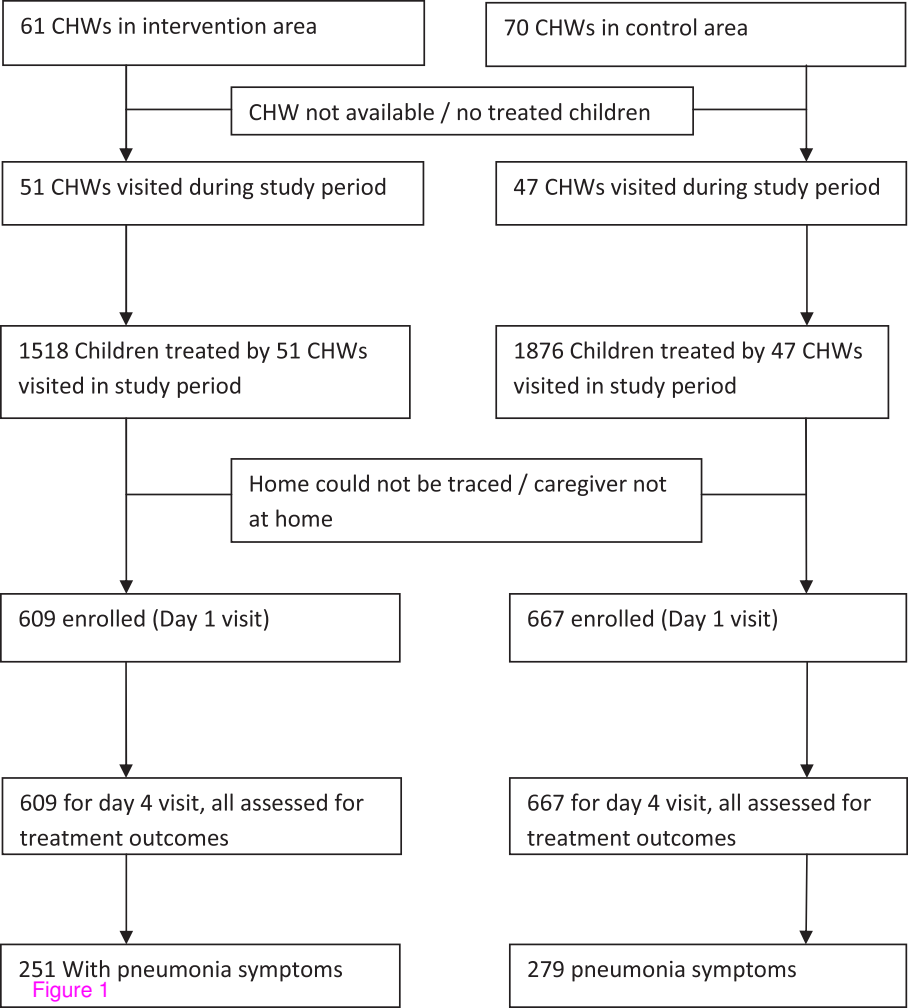 61 CHWs in intervention area
70 CHWs in control area
CHW not available / no treated children
51 CHWs visited during study period
47 CHWs visited during study period
1518 Children treated by 51 CHWs
visited in study period
1876 Children treated by 47 CHWs
visited in study period
Home could not be traced / caregiver not
at home
609 enrolled (Day 1 visit)
667 enrolled (Day 1 visit)
609 for day 4 visit, all assessed for
treatment outcomes
667 for day 4 visit, all assessed for
treatment outcomes
251 With pneumonia symptoms
279 pneumonia symptoms
Figure 1